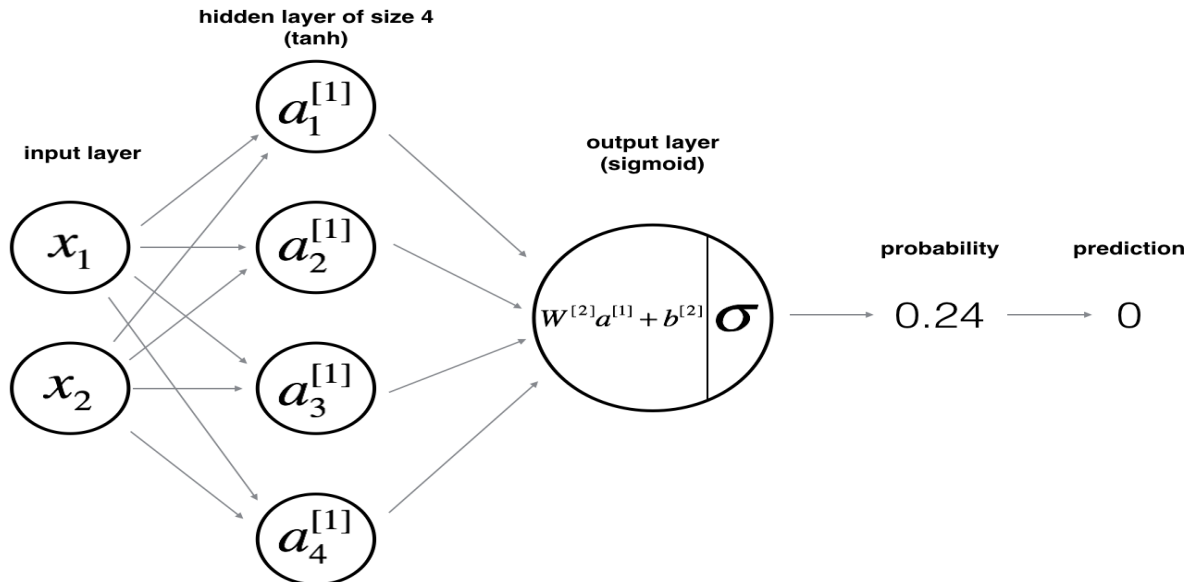 hidden layer of size 4
(tanh)
input layer
x₁
x₂
a₁^[1]
a₂^[1]
a₃^[1]
a₄^[1]
output layer
(sigmoid)
W^[2]a^[1] + b^[2]
σ
probability
0.24
prediction
0